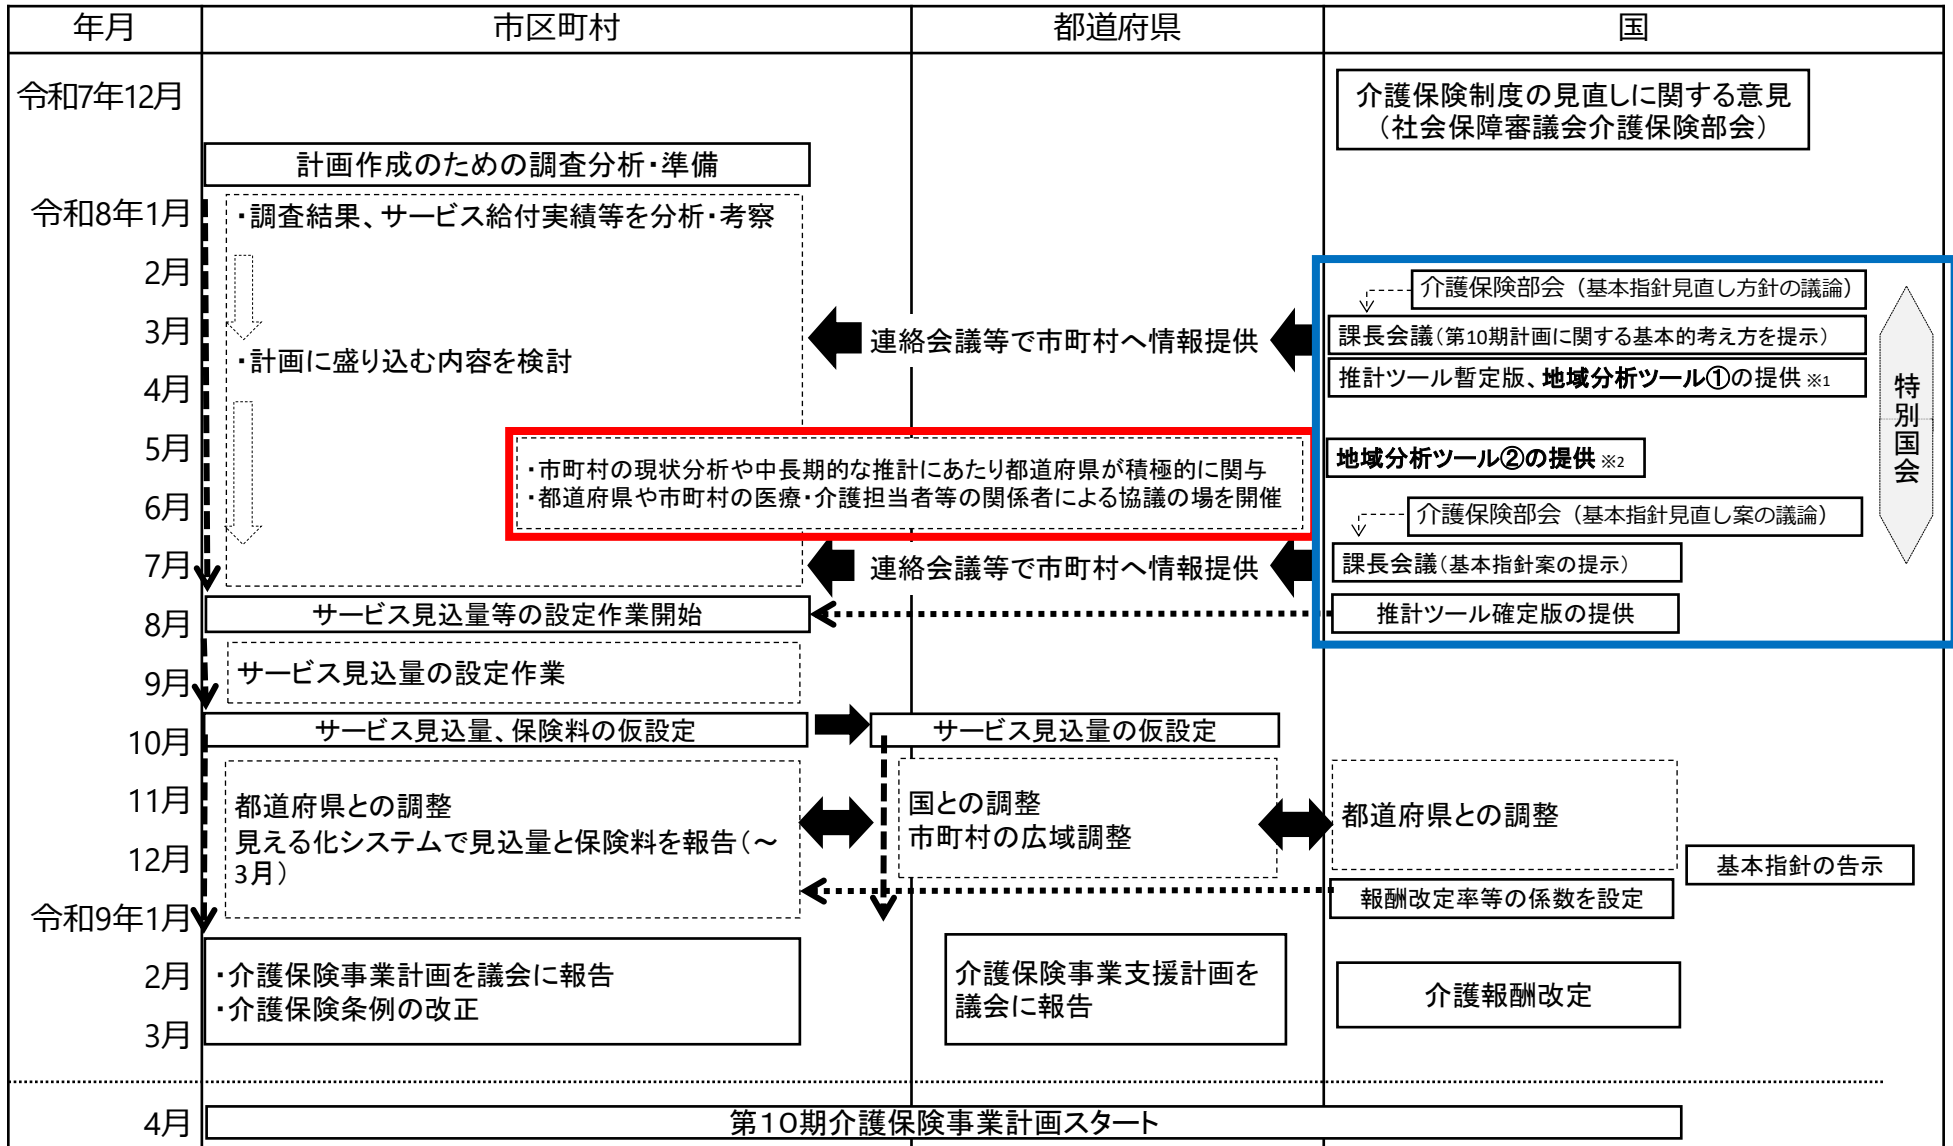 年月
市区町村
都道府県
国
令和7年12月
介護保険制度の見直しに関する意見
（社会保障審議会介護保険部会）
計画作成のための調査分析・準備
令和8年1月
・調査結果、サービス給付実績等を分析・考察
2月
介護保険部会（基本指針見直し方針の議論）
3月
連絡会議等で市町村へ情報提供
課長会議（第10期計画に関する基本的考え方を提示）
・計画に盛り込む内容を検討
4月
推計ツール暫定版、地域分析ツール①の提供 ※1
特別国会
5月
・市町村の現状分析や中長期的な推計にあたり都道府県が積極的に関与
・都道府県や市町村の医療・介護担当者等の関係者による協議の場を開催
地域分析ツール②の提供 ※2
6月
介護保険部会（基本指針見直し案の議論）
7月
連絡会議等で市町村へ情報提供
課長会議（基本指針案の提示）
8月
サービス見込量等の設定作業開始
推計ツール確定版の提供
9月
サービス見込量の設定作業
10月
サービス見込量、保険料の仮設定
サービス見込量の仮設定
11月
都道府県との調整
見える化システムで見込量と保険料を報告（～
3月）
国との調整
市町村の広域調整
都道府県との調整
12月
基本指針の告示
報酬改定率等の係数を設定
令和9年1月
2月
・介護保険事業計画を議会に報告
・介護保険条例の改正
介護保険事業支援計画を
議会に報告
介護報酬改定
3月
4月
第１０期介護保険事業計画スタート